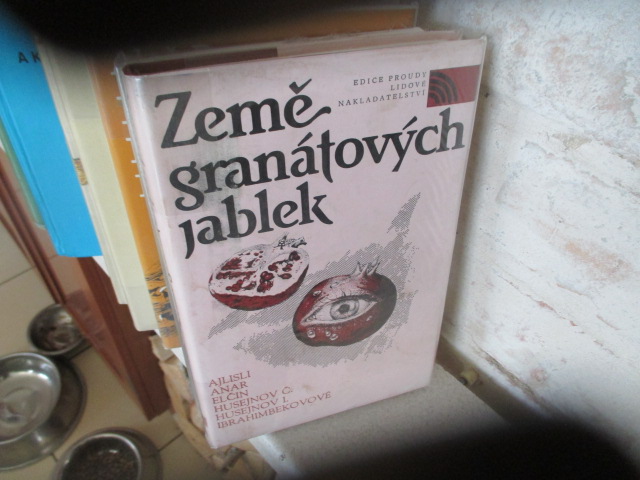 EDICE PROUDY
LIDOVÉ
NAKLADATELSTVÍ
Země
granátových
jablek
AJLISLI
ANAR
ELČIN
HUSEJNOV Č.
HUSEJNOV I.
IBRAHIMBEKOVOVÉ